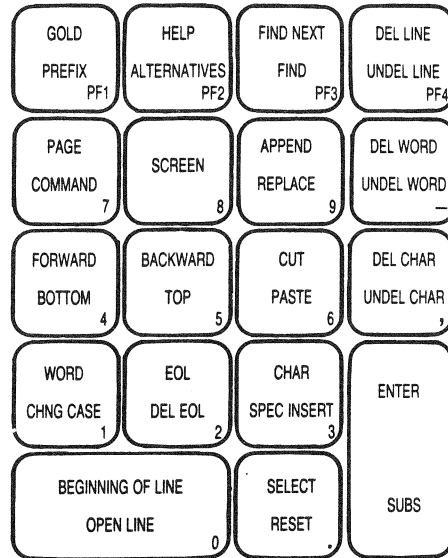 GOLD
PREFIX
PF1
HELP
ALTERNATIVES
PF2
FIND NEXT
FIND
PF3
DEL LINE
UNDEL LINE
PF4
PAGE
COMMAND
7
SCREEN
8
APPEND
REPLACE
9
DEL WORD
UNDEL WORD
–
FORWARD
BOTTOM
4
BACKWARD
TOP
5
CUT
PASTE
6
DEL CHAR
UNDEL CHAR
,
WORD
CHNG CASE
1
EOL
DEL EOL
2
CHAR
SPEC INSERT
3
ENTER
SUBS
BEGINNING OF LINE
OPEN LINE
0
SELECT
RESET
.